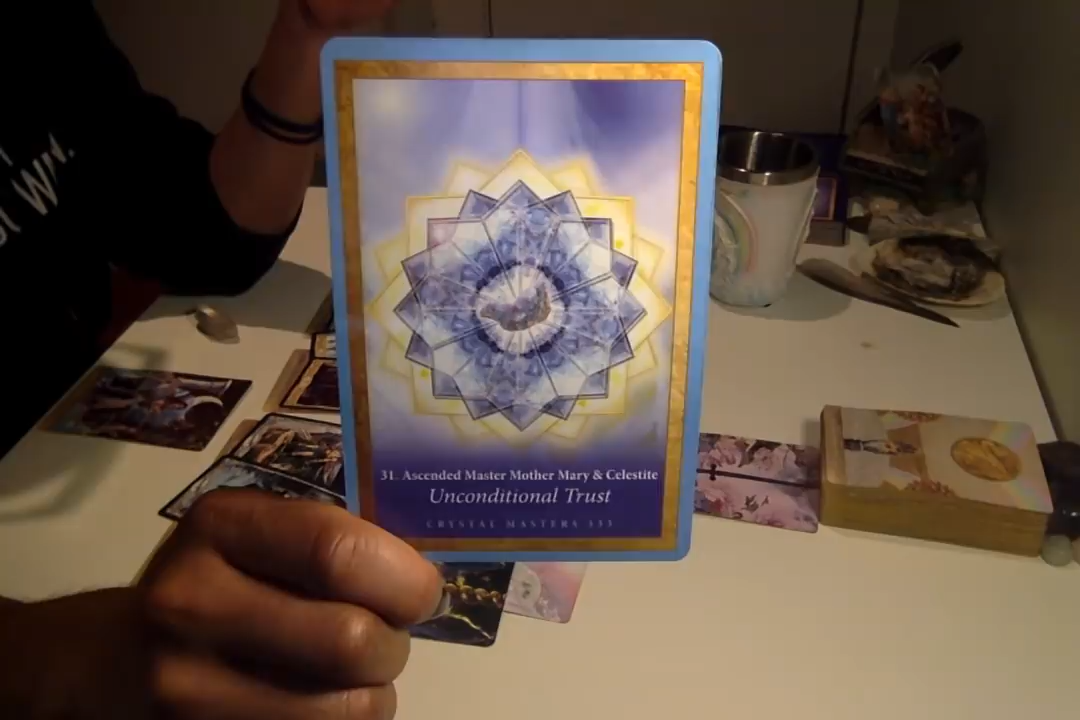 31. Ascended Master Mother Mary & Celestite
Unconditional Trust
CRYSTAL MASTERS 333